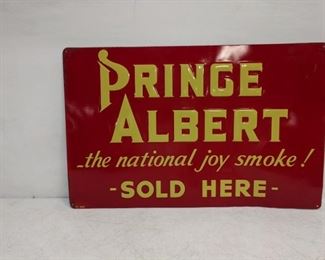 PRINCE
ALBERT
...the national joy smoke!
- SOLD HERE -